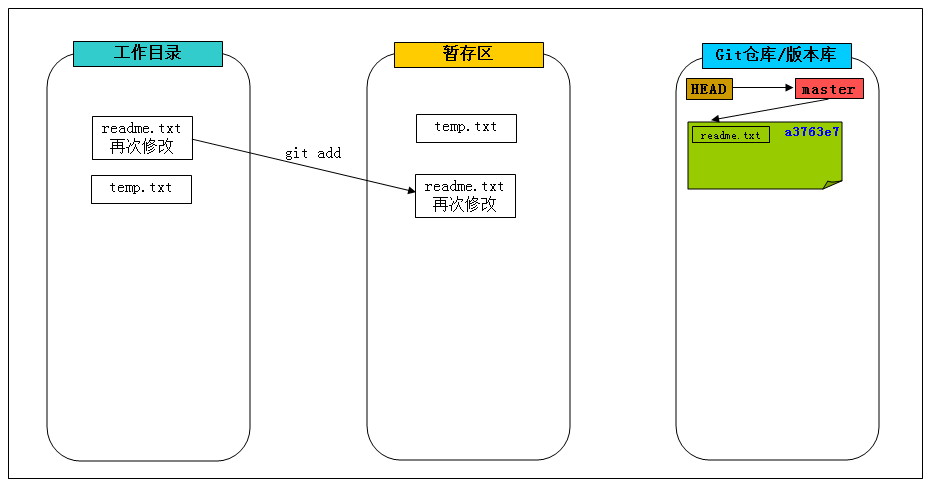 工作目录
readme.txt
再次修改
temp.txt
git add
暂存区
temp.txt
readme.txt
再次修改
Git仓库/版本库
HEAD
master
readme.txt
a3763e7